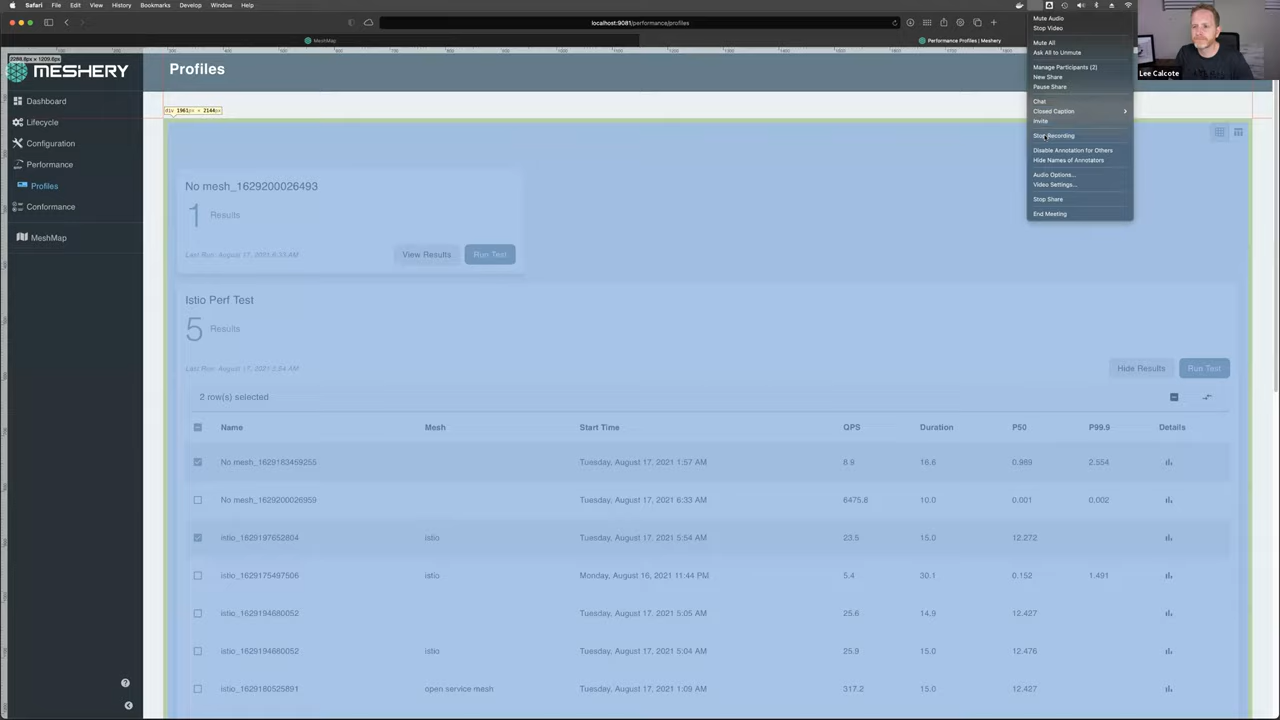 Safari File Edit View History Bookmarks Develop Window Help
localhost:9081/performance/profiles
MeshMap
Performance Profiles | Meshery
MESHERY
Profiles
Dashboard
Lifecycle
Configuration
Performance
Profiles
Conformance
MeshMap
div 1961px × 2144px
No mesh_1629200026493
1 Results
Last Run: August 17, 2021 6:33 AM
View Results
Run Test
Istio Perf Test
5 Results
Last Run: August 17, 2021 5:54 AM
Hide Results
Run Test
2 row(s) selected
Name Mesh Start Time QPS Duration P50 P99.9 Details
No mesh_1629183459255 Tuesday, August 17, 2021 1:57 AM 8.9 16.6 0.989 2.554
No mesh_1629200026959 Tuesday, August 17, 2021 6:33 AM 6475.8 10.0 0.001 0.002
istio_1629197652804 istio Tuesday, August 17, 2021 5:54 AM 23.5 15.0 12.272
istio_1629175497506 istio Monday, August 16, 2021 11:44 PM 5.4 30.1 0.152 1.491
istio_1629194680052 istio Tuesday, August 17, 2021 5:05 AM 25.6 14.9 12.427
istio_1629194680052 istio Tuesday, August 17, 2021 5:04 AM 25.9 15.0 12.476
istio_1629180525891 open service mesh Tuesday, August 17, 2021 1:09 AM 317.2 15.0 12.427
Mute Audio
Stop Video
Mute All
Ask All to Unmute
Manage Participants (2)
New Share
Pause Share
Chat
Closed Caption
Invite
Stop Recording
Disable Annotation for Others
Hide Names of Annotators
Audio Options...
Video Settings...
Stop Share
End Meeting
Lee Calcote